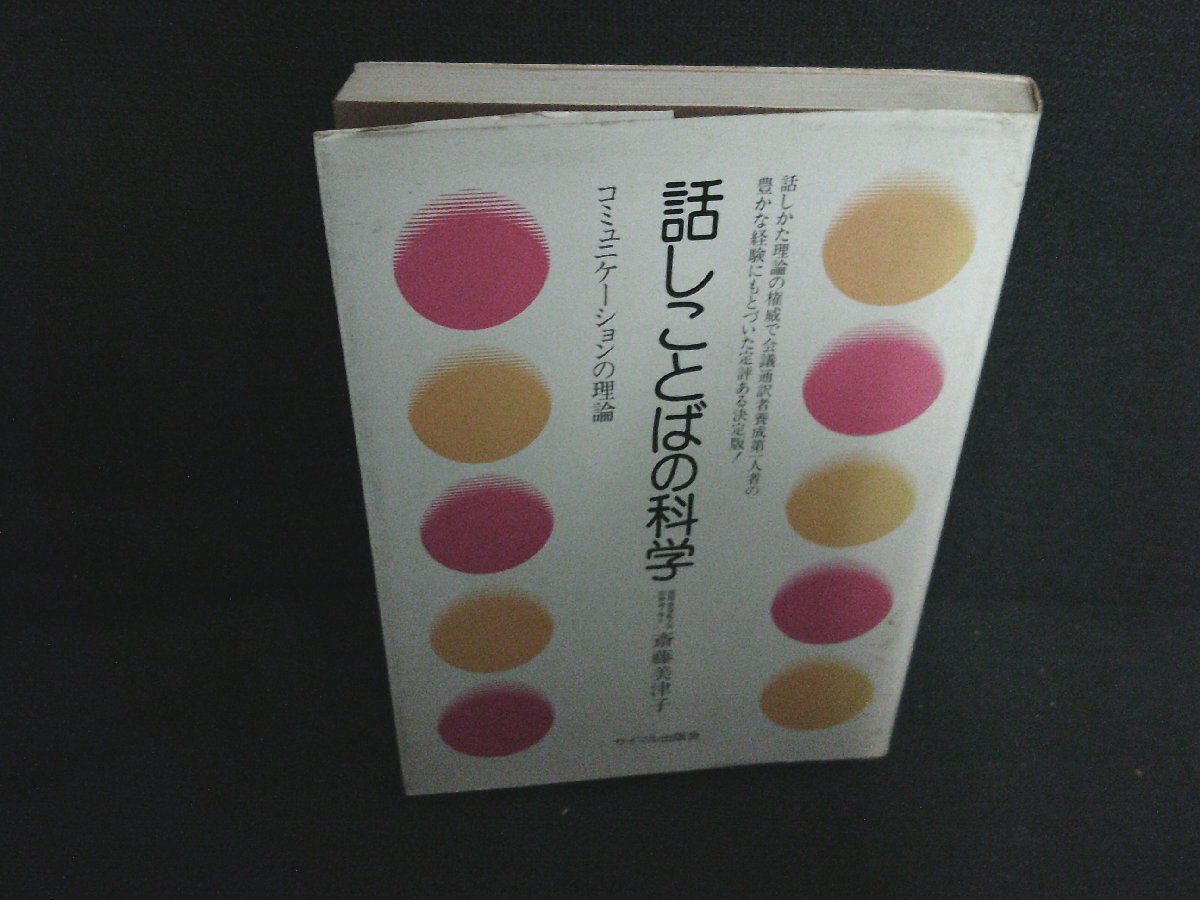 話しかた理論の権威で会議通訳者養成第一人者の
豊かな経験にもとづいた定評ある決定版!
話しことばの科学
コミュニケーションの理論
斎藤美津子
サイマル出版会